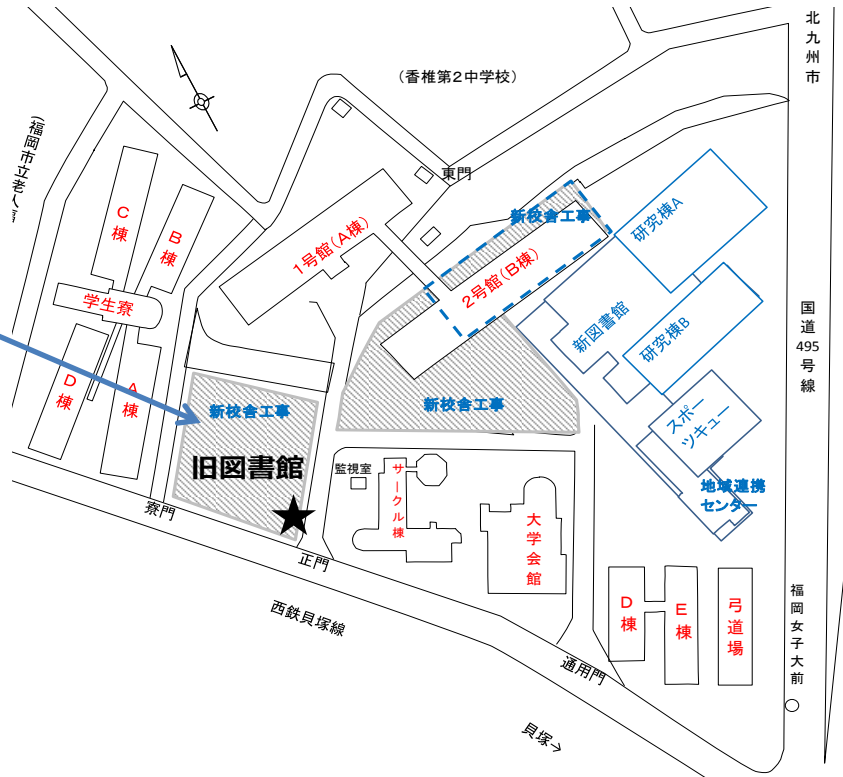 北九州市
(香椎第2中学校)
(福岡市立老人
東門
C棟
B棟
学生寮
D棟
A棟
1号館(A棟)
2号館(B棟)
新校舎工事
研究棟A
新図書館
研究棟B
国道495号線
新校舎工事
新校舎工事
旧図書館
監視室
サークル棟
大学会館
スポーツキュー
地域連携センター
寮門
正門
西鉄貝塚線
D棟
E棟
弓道場
福岡女子大前
通用門
貝塚→